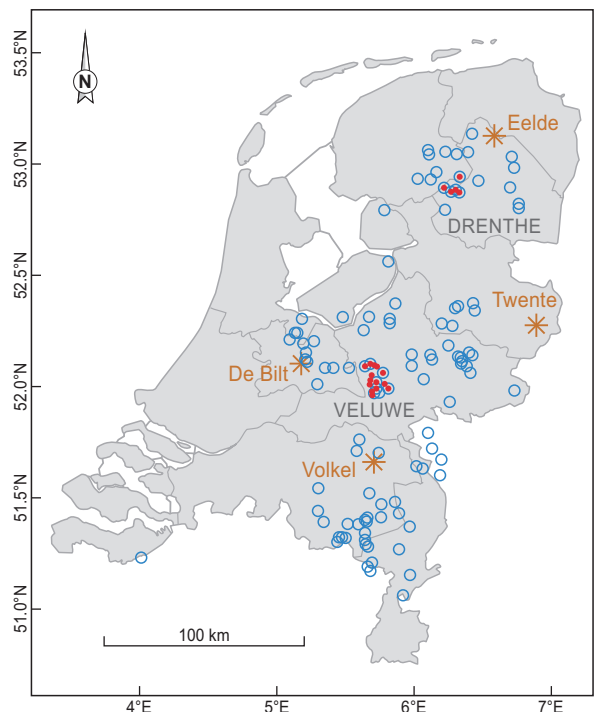 53.5°N
N
Eelde
53.0°N
DRENTHE
52.5°N
Twente
De Bilt
52.0°N
VELUWE
Volkel
51.5°N
51.0°N
100 km
4°E
5°E
6°E
7°E